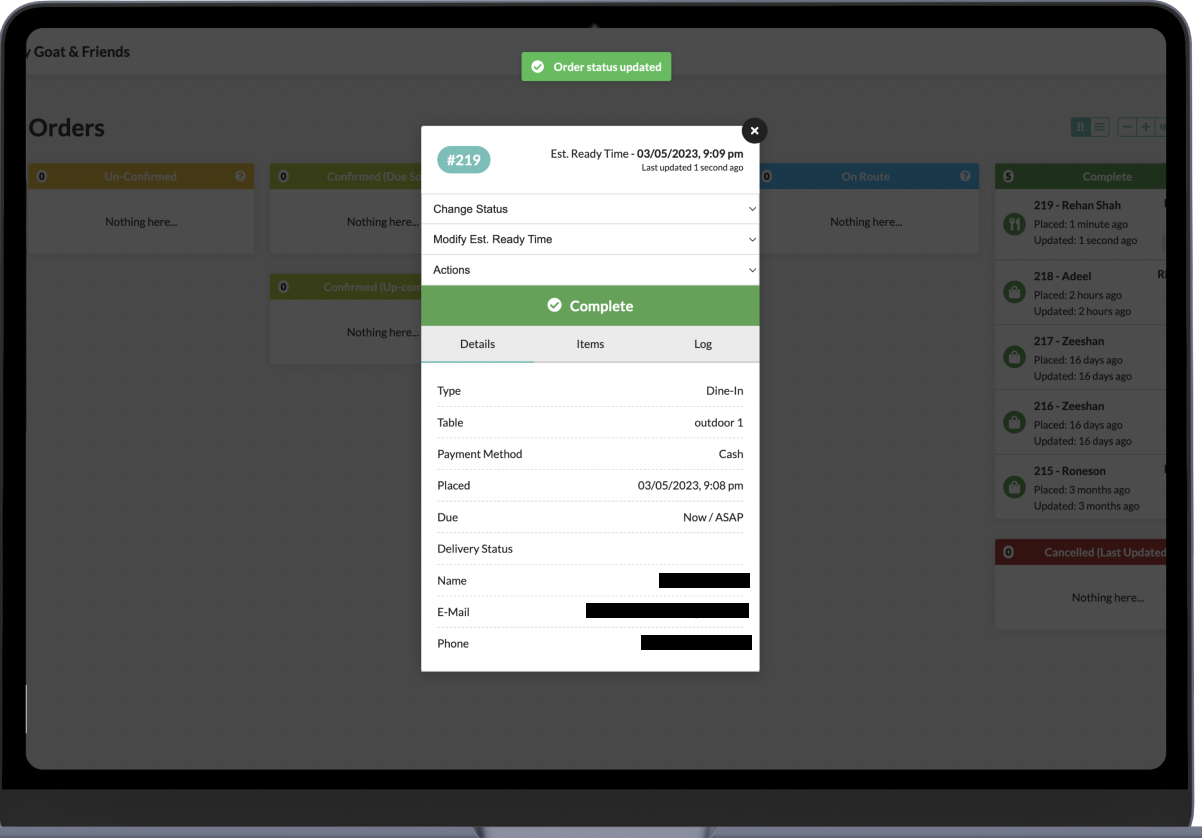 y Goat & Friends
Order status updated
Orders
#219
Est. Ready Time - 03/05/2023, 9:09 pm
Last updated 1 second ago
Change Status
Modify Est. Ready Time
Actions
Complete
Details
Items
Log
Type
Dine-In
Table
outdoor 1
Payment Method
Cash
Placed
03/05/2023, 9:08 pm
Due
Now / ASAP
Delivery Status
Name
E-Mail
Phone
0
Un-Confirmed
Nothing here...
0
Confirmed (Due So
Nothing here...
0
Confirmed (Up-com
Nothing here...
0
On Route
Nothing here...
5
Complete
219 - Rehan Shah
Placed: 1 minute ago
Updated: 1 second ago
218 - Adeel
Placed: 2 hours ago
Updated: 2 hours ago
217 - Zeeshan
Placed: 16 days ago
Updated: 16 days ago
216 - Zeeshan
Placed: 16 days ago
Updated: 16 days ago
215 - Roneson
Placed: 3 months ago
Updated: 3 months ago
0
Cancelled (Last Updated
Nothing here...